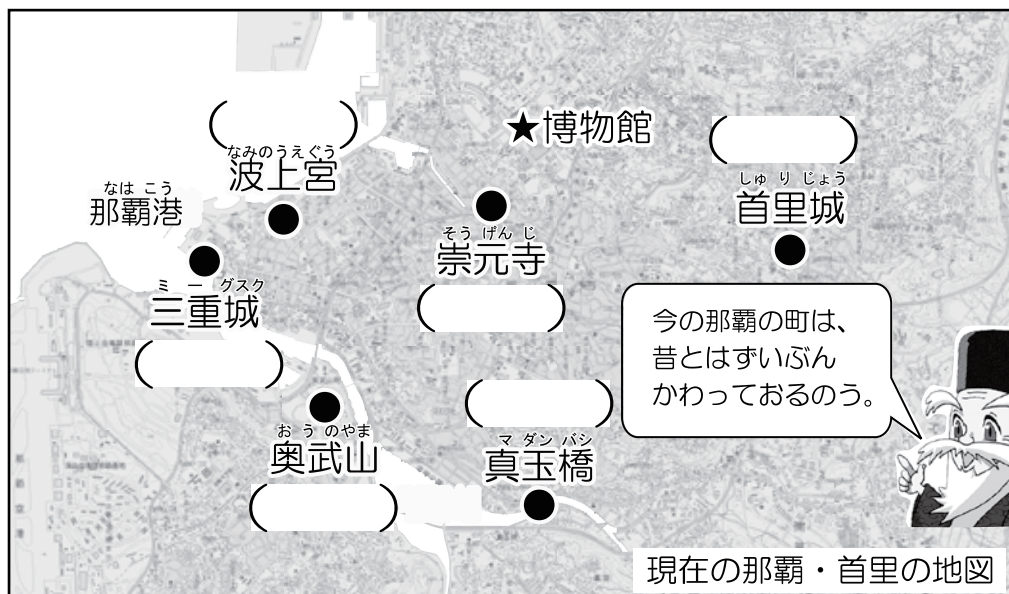 なみのうえぐう
波上宮
★博物館
しゅ り じょう
首里城
なは こう
那覇港
そう げん じ
崇元寺
ミ ー グスク
三重城
今の那覇の町は、
昔とはずいぶん
かわっておるのう。
お う のやま
奥武山
マ ダン バシ
真玉橋
現在の那覇・首里の地図